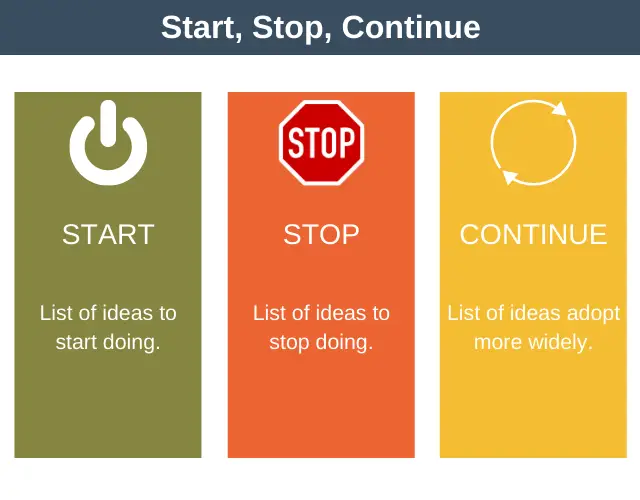 Start, Stop, Continue
STOP
START
List of ideas to
start doing.
STOP
List of ideas to
stop doing.
CONTINUE
List of ideas adopt
more widely.